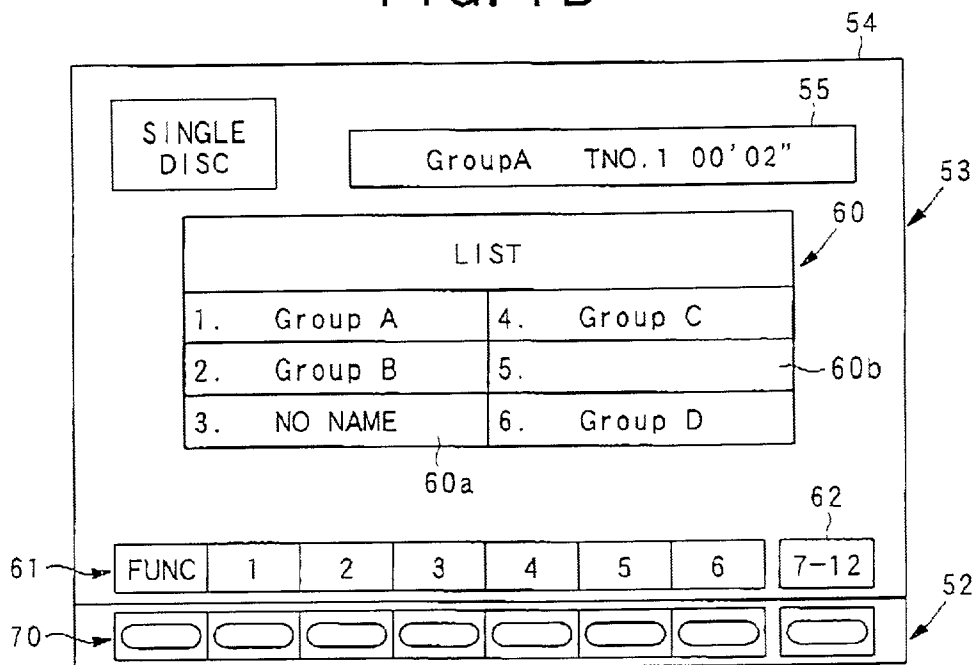 FIG.
54
SINGLE
DISC
55
GroupA TNO.1 00'02"
53
60
LIST
1. Group A 4. Group C
2. Group B 5.
60b
3. NO NAME 6. Group D
60a
62
61 FUNC 1 2 3 4 5 6 7-12
52
70